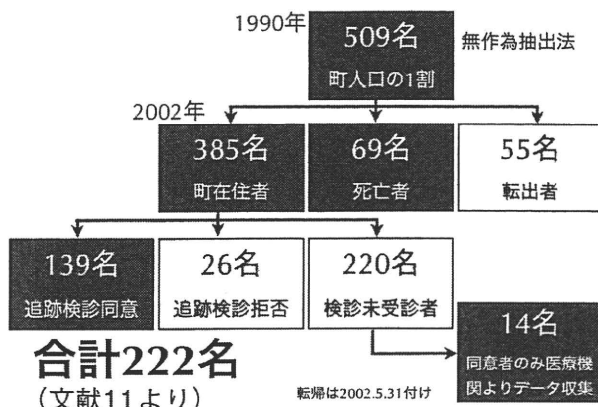 1990年
509名
町人口の1割
無作為抽出法
2002年
385名
町在住者
69名
死亡者
55名
転出者
139名
追跡検診同意
26名
追跡検診拒否
220名
検診未受診者
14名
同意者のみ医療機
関よりデータ収集
合計222名
(文献11より)
転帰は2002.5.31付け